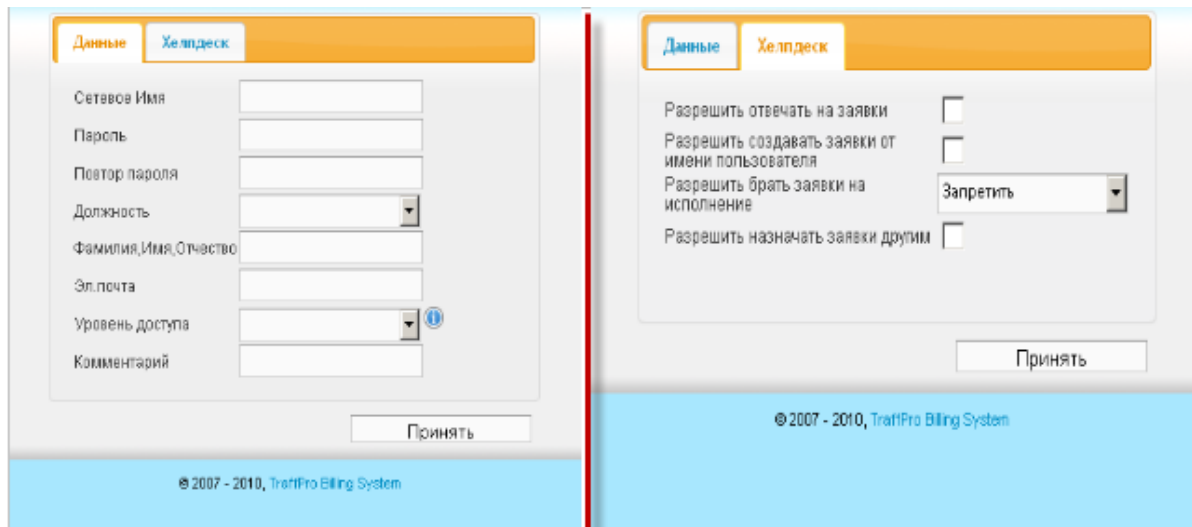 Данные Хелпдеск
Сетевое Имя
Пароль
Повтор пароля
Должность
Фамилия,Имя,Отчество
Эл.почта
Уровень доступа
Комментарий
Принять
© 2007 - 2010, TraffPro Billing System
Данные Хелпдеск
Разрешить отвечать на заявки
Разрешить создавать заявки от
имени пользователя
Разрешить брать заявки на
исполнение
Запретить
Разрешить назначать заявки другим
Принять
© 2007 - 2010, TraffPro Billing System